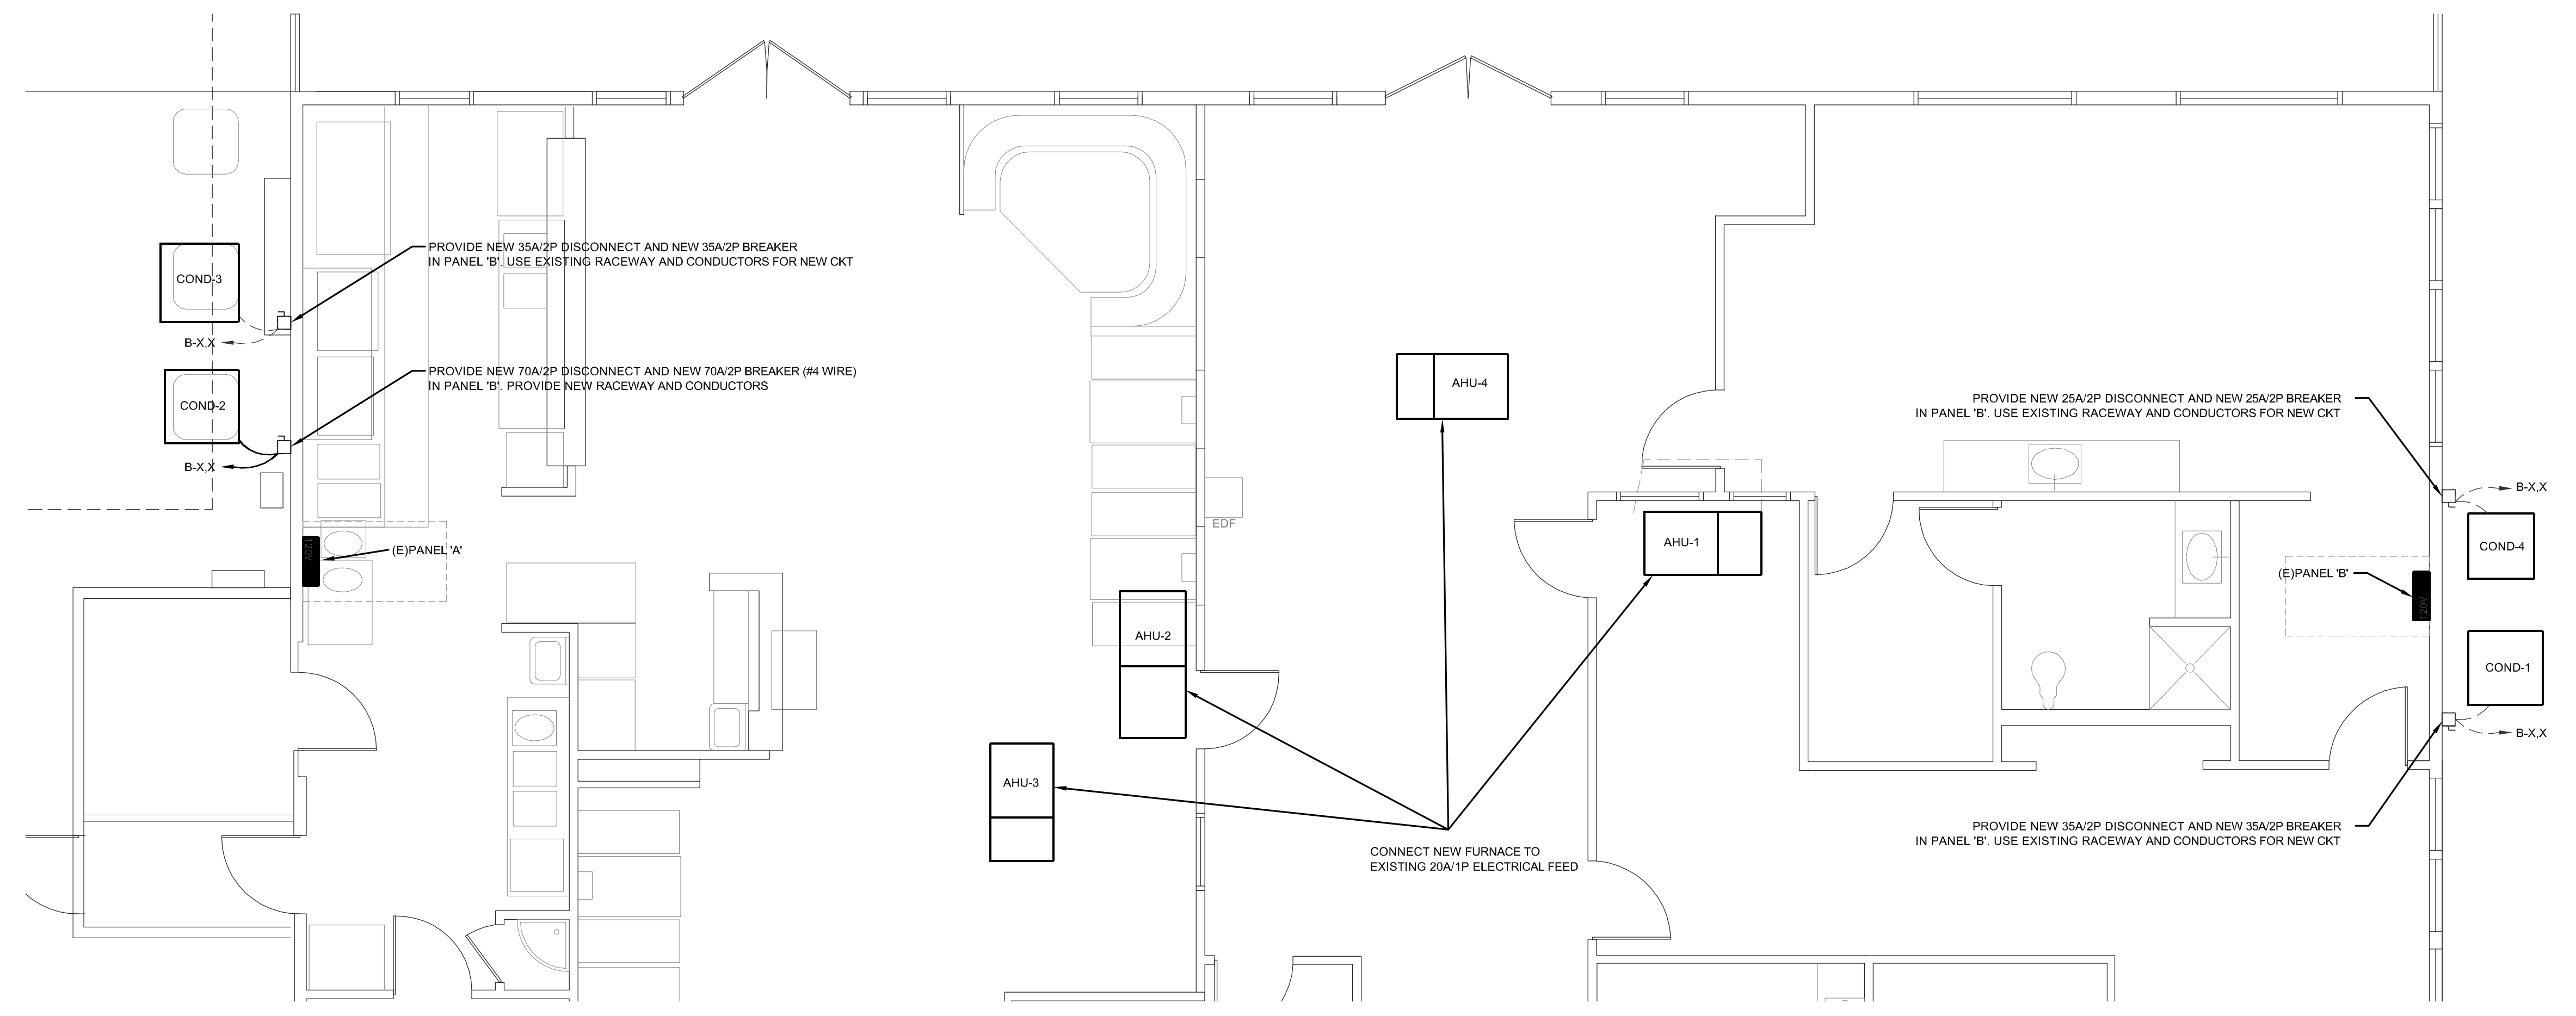 PROVIDE NEW 35A/2P DISCONNECT AND NEW 35A/2P BREAKER
IN PANEL 'B'. USE EXISTING RACEWAY AND CONDUCTORS FOR NEW CKT
COND-3
B-X,X
PROVIDE NEW 70A/2P DISCONNECT AND NEW 70A/2P BREAKER (#4 WIRE)
IN PANEL 'B'. PROVIDE NEW RACEWAY AND CONDUCTORS
COND-2
B-X,X
120V
(E)PANEL 'A'
EDF
AHU-4
AHU-1
AHU-2
AHU-3
CONNECT NEW FURNACE TO
EXISTING 20A/1P ELECTRICAL FEED
PROVIDE NEW 25A/2P DISCONNECT AND NEW 25A/2P BREAKER
IN PANEL 'B'. USE EXISTING RACEWAY AND CONDUCTORS FOR NEW CKT
B-X,X
COND-4
(E)PANEL 'B'
120V
COND-1
B-X,X
PROVIDE NEW 35A/2P DISCONNECT AND NEW 35A/2P BREAKER
IN PANEL 'B'. USE EXISTING RACEWAY AND CONDUCTORS FOR NEW CKT